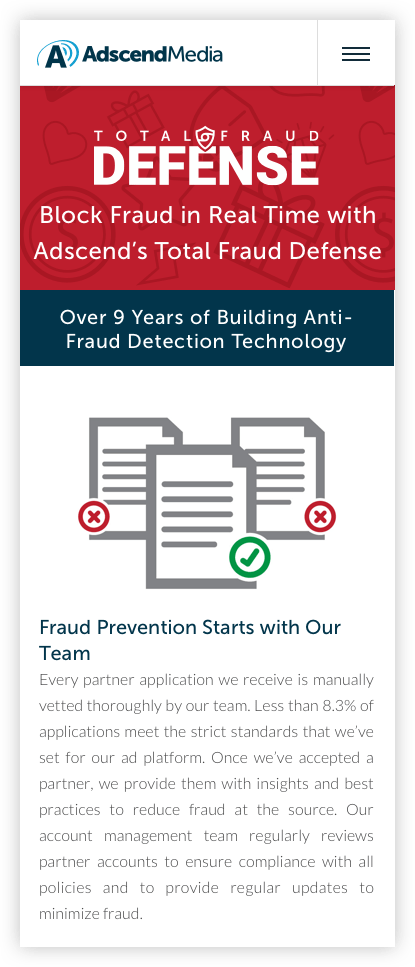 AdscendMedia
TOTAL FRAUD
DEFENSE
Block Fraud in Real Time with
Adscend's Total Fraud Defense
Over 9 Years of Building Anti-
Fraud Detection Technology
Fraud Prevention Starts with Our
Team
Every partner application we receive is manually
vetted thoroughly by our team. Less than 8.3% of
applications meet the strict standards that we've
set for our ad platform. Once we've accepted a
partner, we provide them with insights and best
practices to reduce fraud at the source. Our
account management team regularly reviews
partner accounts to ensure compliance with all
policies and to provide regular updates to
minimize fraud.